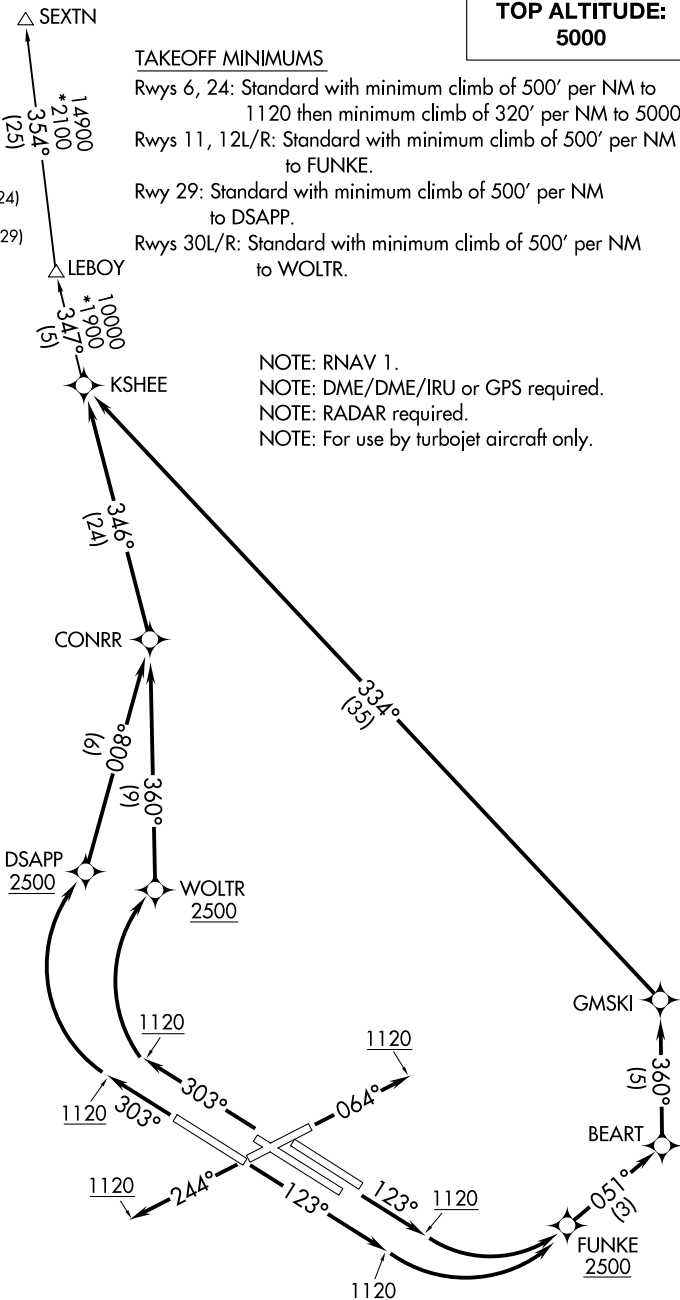 TOP ALTITUDE:
5000
SEXTN
TAKEOFF MINIMUMS
Rwys 6, 24: Standard with minimum climb of 500' per NM to
1120 then minimum climb of 320' per NM to 5000
Rwys 11, 12L/R: Standard with minimum climb of 500' per NM
to FUNKE.
Rwy 29: Standard with minimum climb of 500' per NM
to DSAPP.
Rwys 30L/R: Standard with minimum climb of 500' per NM
to WOLTR.
14900
*2100
354°
(25)
24)
29)
LEBOY
10000
*1900
347°
(5)
KSHEE
NOTE: RNAV 1.
NOTE: DME/DME/IRU or GPS required.
NOTE: RADAR required.
NOTE: For use by turbojet aircraft only.
346°
(24)
CONRR
334°
(35)
008°
(6)
360°
(9)
DSAPP
2500
WOLTR
2500
GMSKI
360°
(5)
BEART
051°
(3)
FUNKE
2500
1120
1120
1120
303°
303°
064°
1120
244°
123°
123°
1120
1120